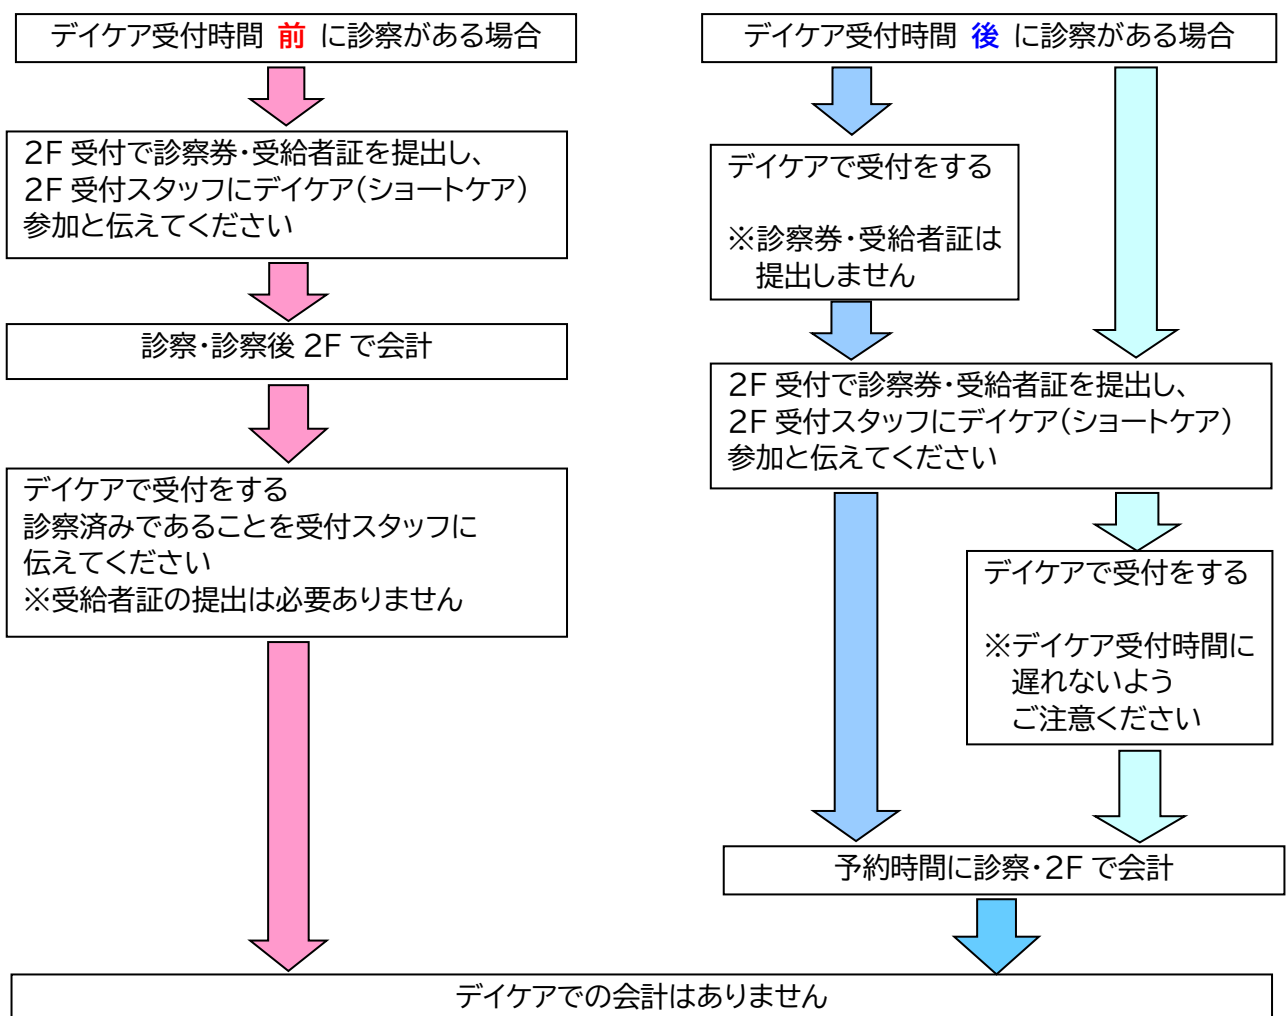 デイケア受付時間 前 に診察がある場合
2F 受付で診察券・受給者証を提出し、
2F 受付スタッフにデイケア(ショートケア)
参加と伝えてください
診察・診察後 2F で会計
デイケアで受付をする
診察済みであることを受付スタッフに
伝えてください
※受給者証の提出は必要ありません
デイケア受付時間 後 に診察がある場合
デイケアで受付をする
※診察券・受給者証は
提出しません
2F 受付で診察券・受給者証を提出し、
2F 受付スタッフにデイケア(ショートケア)
参加と伝えてください
デイケアで受付をする
※デイケア受付時間に
遅れないよう
ご注意ください
予約時間に診察・2F で会計
デイケアでの会計はありません